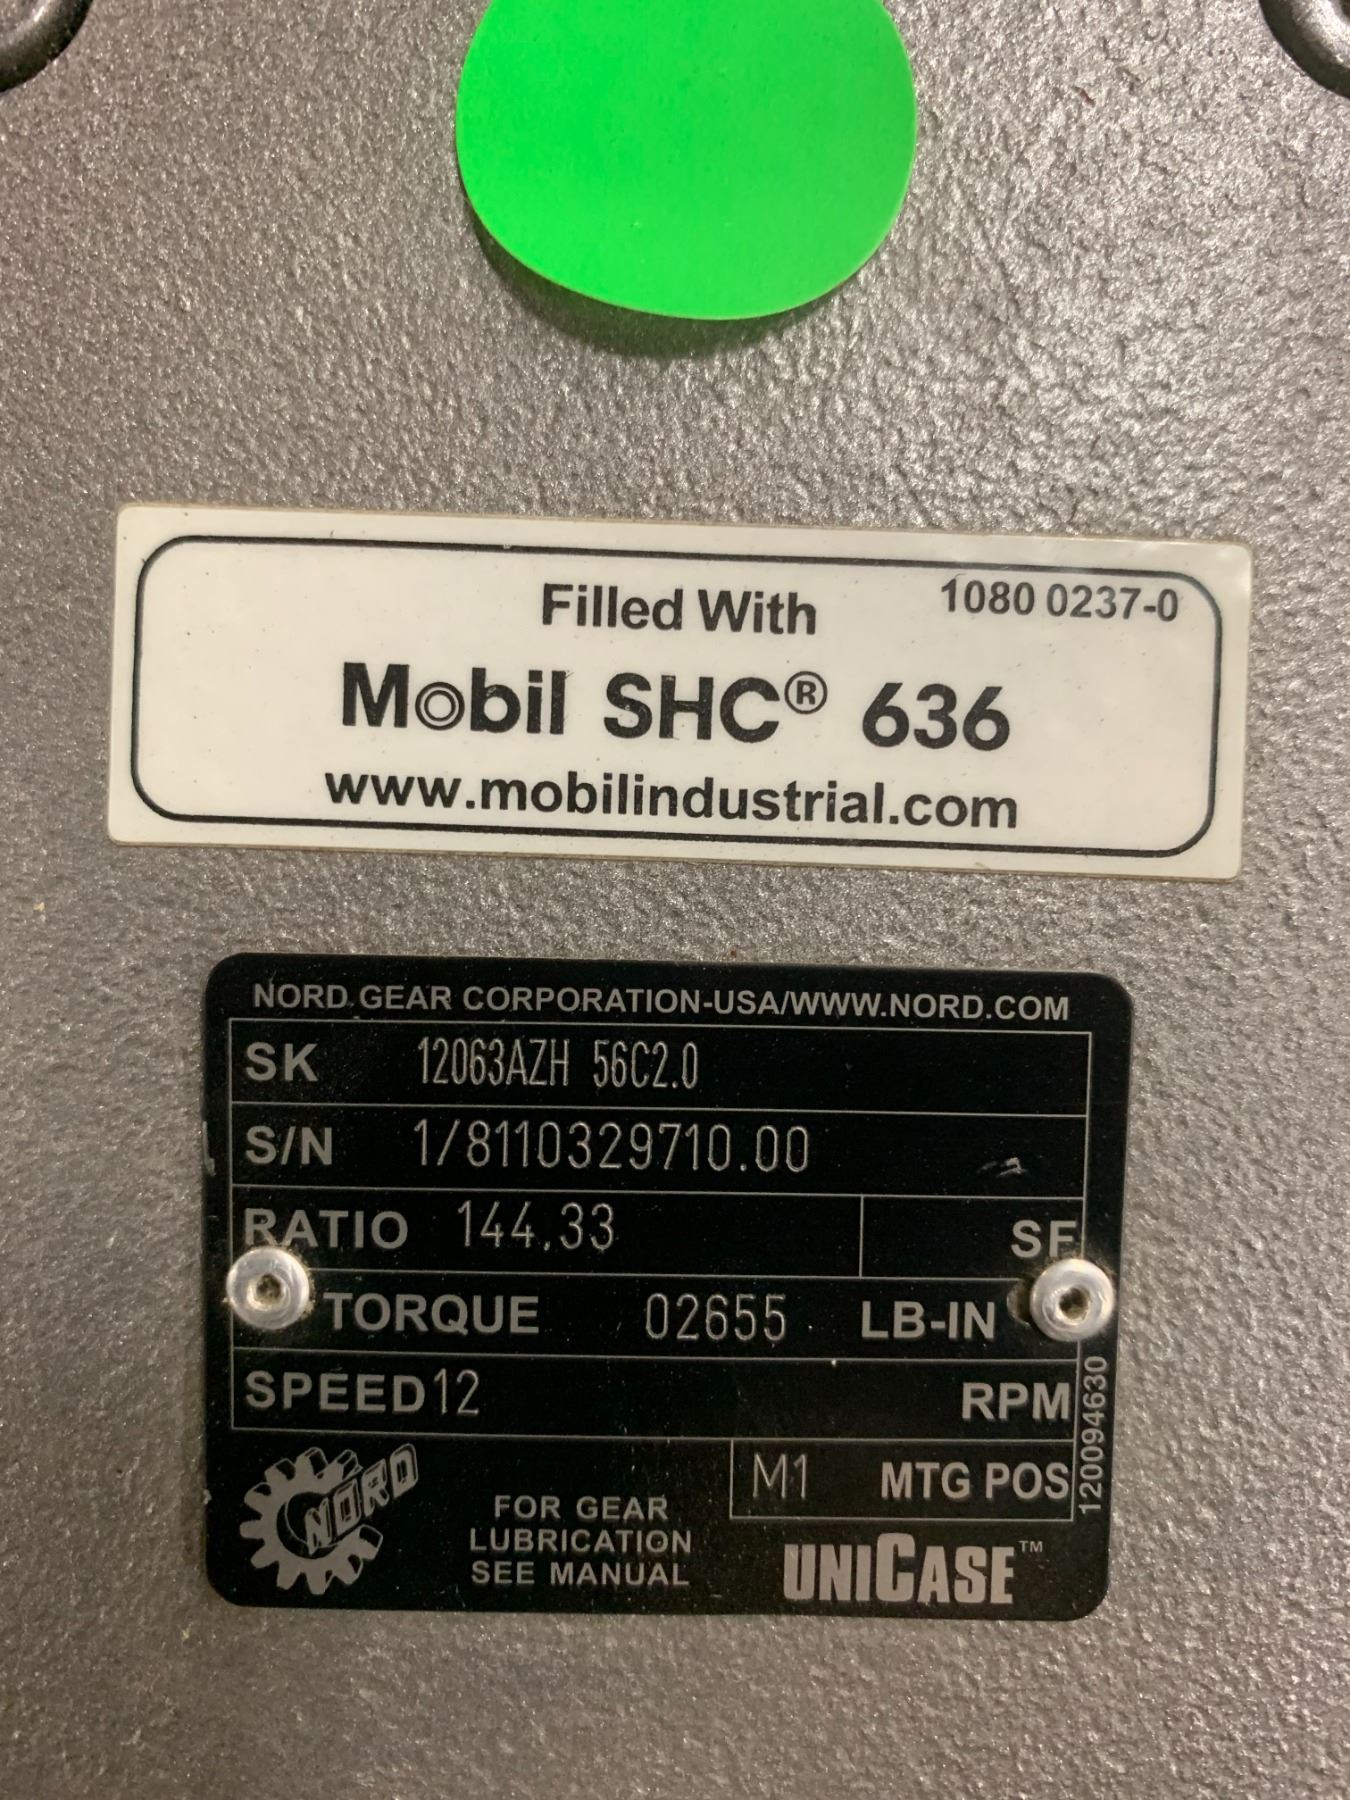 Filled With 1080 0237-0
Mobil SHC® 636
www.mobilindustrial.com
NORD GEAR CORPORATION-USA/WWW.NORD.COM
SK 12063AZH 56C2.0
S/N 1/8110329710.00
RATIO 144.33 SF
TORQUE 02655 LB-IN
SPEED 12 RPM
M1 MTG POS
120094630
NORD
FOR GEAR
LUBRICATION
SEE MANUAL
UNICASE™